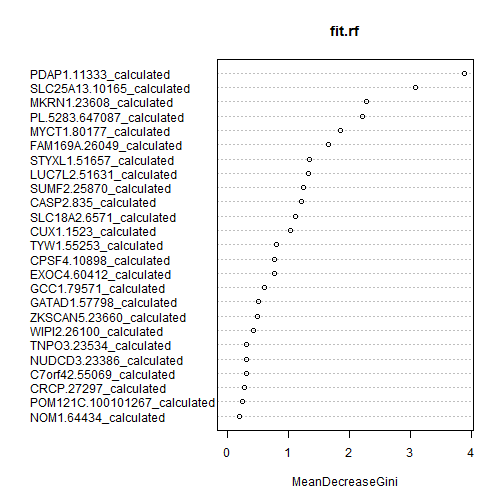 fit.rf
PDAP1.11333_calculated
SLC25A13.10165_calculated
MKRN1.23608_calculated
PL.5283.647087_calculated
MYCT1.80177_calculated
FAM169A.26049_calculated
STYXL1.51657_calculated
LUC7L2.51631_calculated
SUMF2.25870_calculated
CASP2.835_calculated
SLC18A2.6571_calculated
CUX1.1523_calculated
TYW1.55253_calculated
CPSF4.10898_calculated
EXOC4.60412_calculated
GCC1.79571_calculated
GATAD1.57798_calculated
ZKSCAN5.23660_calculated
WIPI2.26100_calculated
TNPO3.23534_calculated
NUDCD3.23386_calculated
C7orf42.55069_calculated
CRCP.27297_calculated
POM121C.100101267_calculated
NOM1.64434_calculated
0 1 2 3 4
MeanDecreaseGini